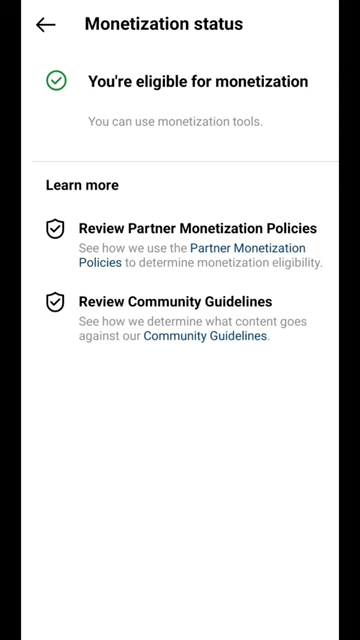 Monetization status
You're eligible for monetization
You can use monetization tools.
Learn more
Review Partner Monetization Policies
See how we use the Partner Monetization
Policies to determine monetization eligibility.
Review Community Guidelines
See how we determine what content goes
against our Community Guidelines.